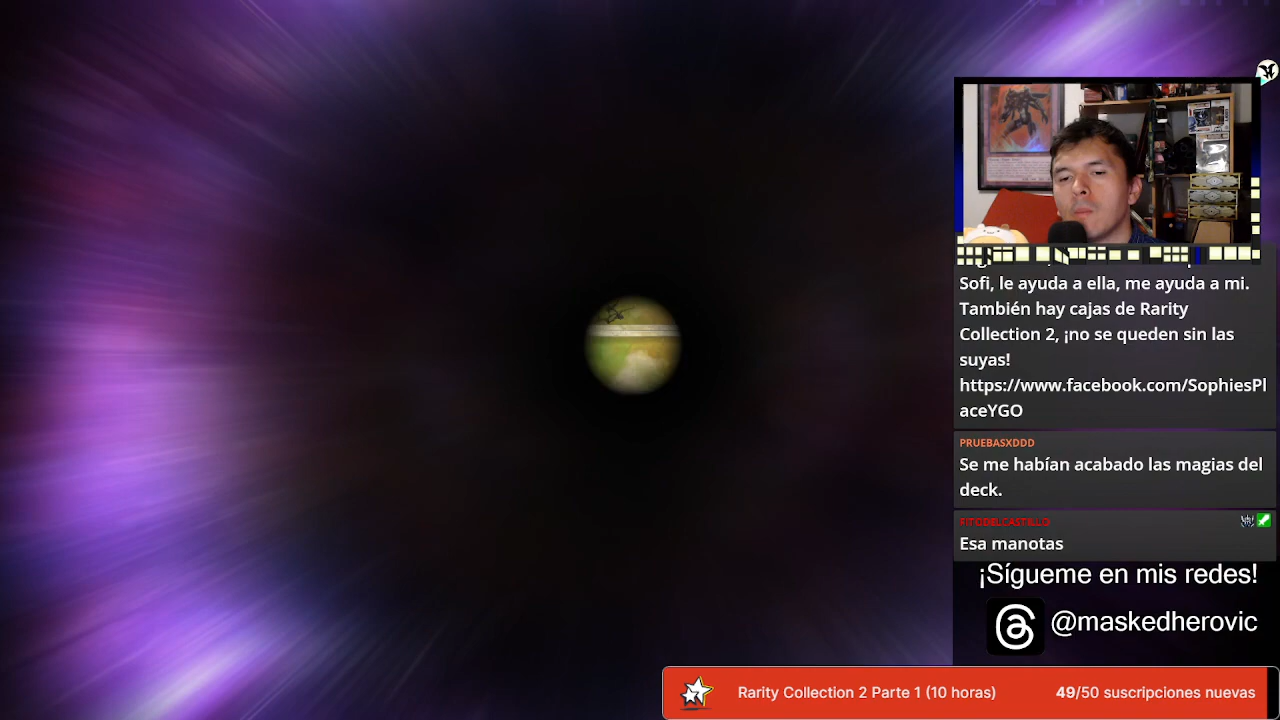 Sofi, le ayuda a ella, me ayuda a mi.
También hay cajas de Rarity
Collection 2, ¡no se queden sin las
suyas!
https://www.facebook.com/SophiesPl
aceYGO
PRUEBASXDDD
Se me habían acabado las magias del
deck.
FITODELCASTILLO
Esa manotas
¡Sígueme en mis redes!
@maskedherovic
Rarity Collection 2 Parte 1 (10 horas) 49/50 suscripciones nuevas